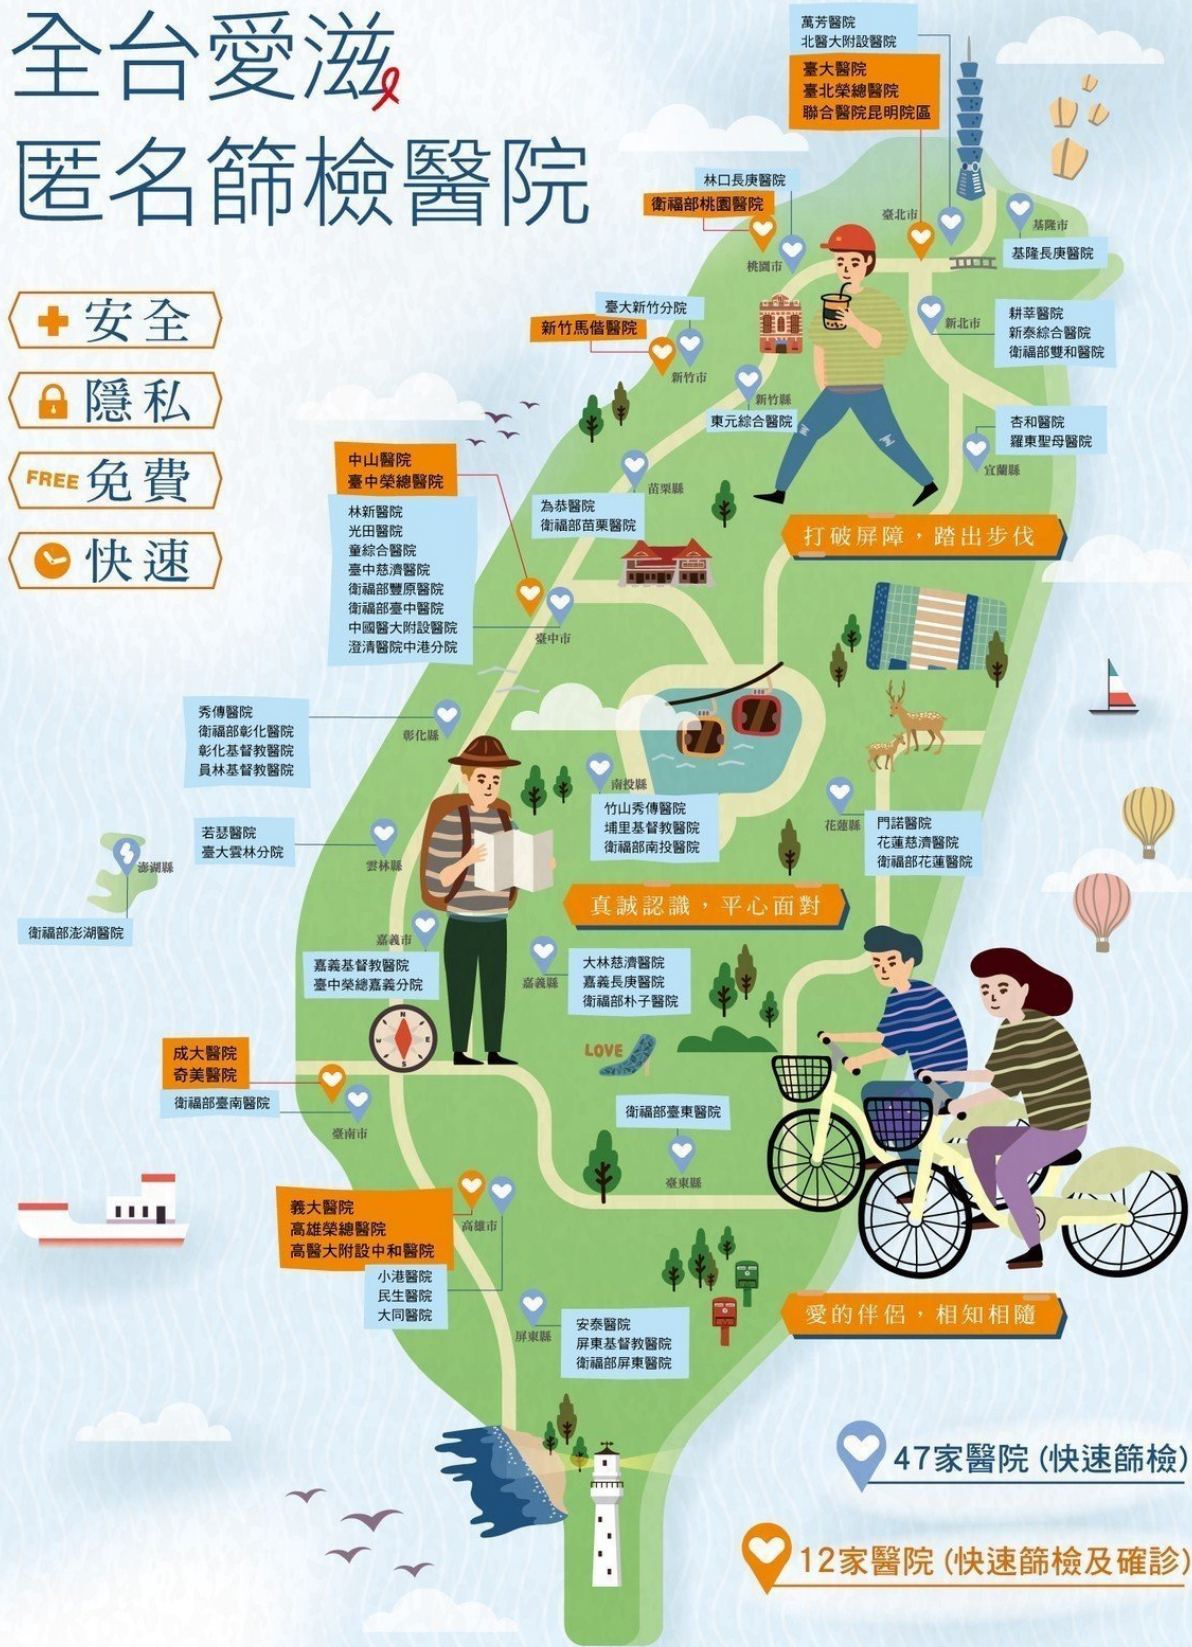 全台愛滋
匿名篩檢醫院
安全
隱私
FREE 免費
快速
萬芳醫院
北醫大附設醫院
臺大醫院
臺北榮總醫院
聯合醫院昆明院區
臺北市
林口長庚醫院
衛福部桃園醫院
桃園市
基隆市
基隆長庚醫院
臺大新竹分院
新竹馬偕醫院
新竹市
新北市
耕莘醫院
新泰綜合醫院
衛福部雙和醫院
新竹縣
東元綜合醫院
杏和醫院
羅東聖母醫院
宜蘭縣
中山醫院
臺中榮總醫院
林新醫院
光田醫院
童綜合醫院
臺中慈濟醫院
衛福部豐原醫院
衛福部臺中醫院
中國醫大附設醫院
澄清醫院中港分院
臺中市
苗栗縣
為恭醫院
衛福部苗栗醫院
打破屏障，踏出步伐
秀傳醫院
衛福部彰化醫院
彰化基督教醫院
員林基督教醫院
彰化縣
南投縣
竹山秀傳醫院
埔里基督教醫院
衛福部南投醫院
花蓮縣
門諾醫院
花蓮慈濟醫院
衛福部花蓮醫院
若瑟醫院
臺大雲林分院
雲林縣
澎湖縣
衛福部澎湖醫院
真誠認識，平心面對
嘉義市
嘉義基督教醫院
臺中榮總嘉義分院
嘉義縣
大林慈濟醫院
嘉義長庚醫院
衛福部朴子醫院
N
W
E
S
LOVE
成大醫院
奇美醫院
衛福部臺南醫院
臺南市
衛福部臺東醫院
臺東縣
義大醫院
高雄榮總醫院
高醫大附設中和醫院
小港醫院
民生醫院
大同醫院
高雄市
屏東縣
安泰醫院
屏東基督教醫院
衛福部屏東醫院
愛的伴侶，相知相隨
47家醫院 (快速篩檢)
12家醫院 (快速篩檢及確診)